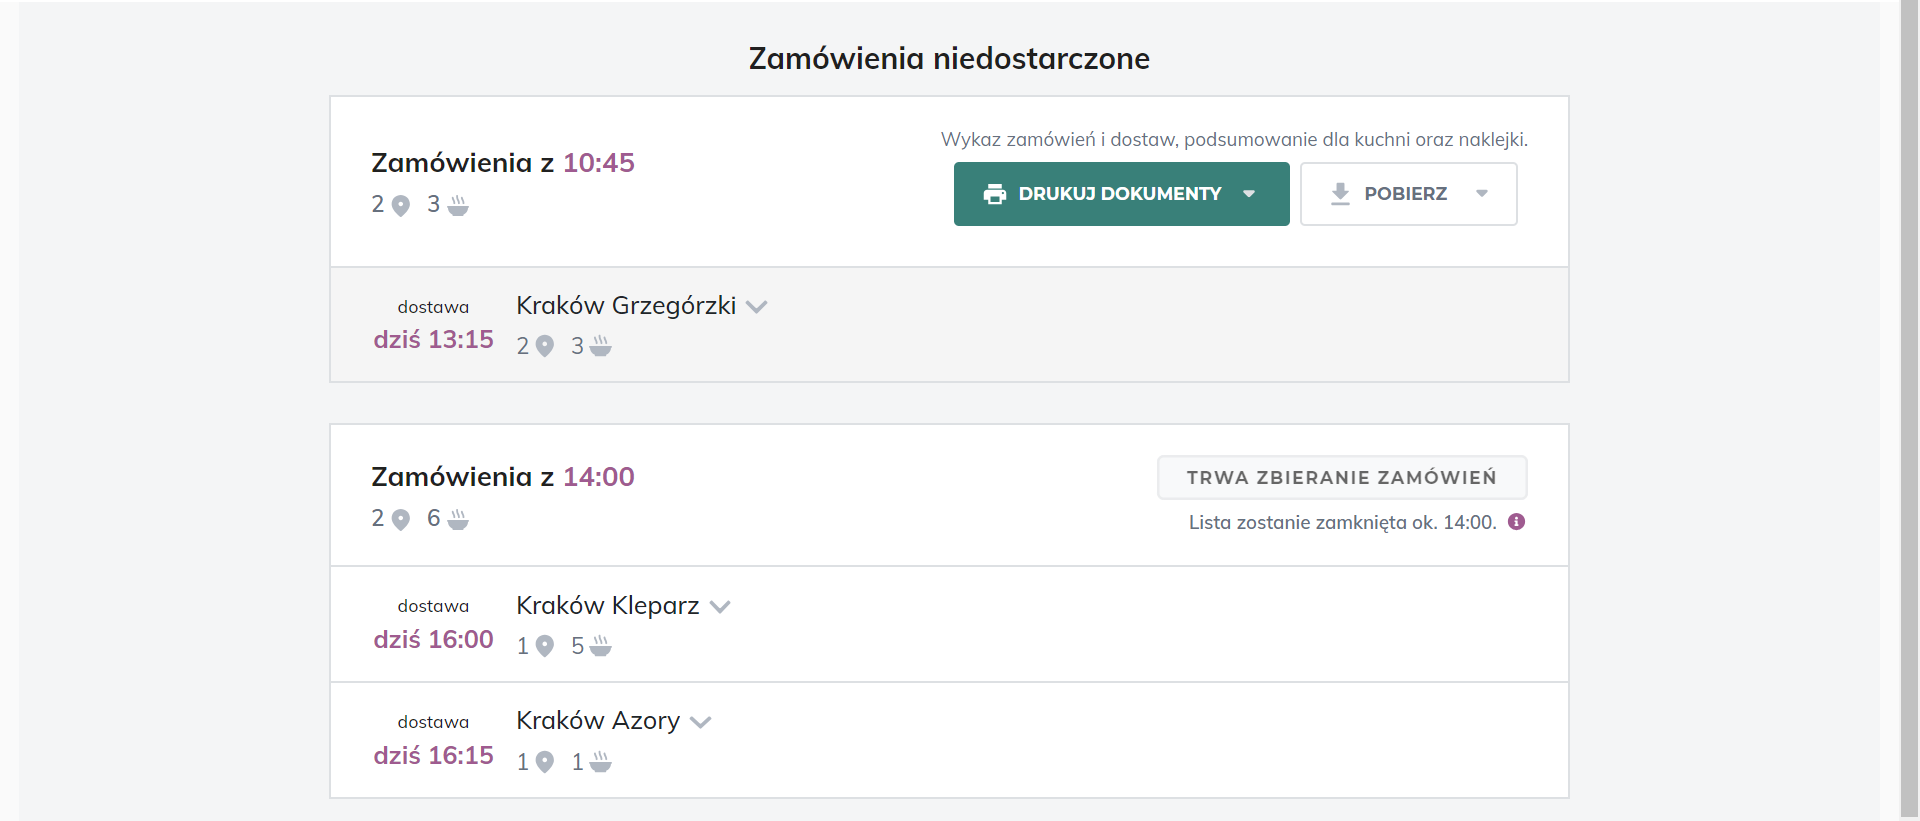 Zamówienia niedostarczone
Zamówienia z 10:45
2 3
Wykaz zamówień i dostaw, podsumowanie dla kuchni oraz naklejki.
DRUKUJ DOKUMENTY
POBIERZ
dostawa
dziś 13:15
Kraków Grzegórzki
2 3
Zamówienia z 14:00
2 6
TRWA ZBIERANIE ZAMÓWIEŃ
Lista zostanie zamknięta ok. 14:00.
dostawa
dziś 16:00
Kraków Kleparz
1 5
dostawa
dziś 16:15
Kraków Azory
1 1